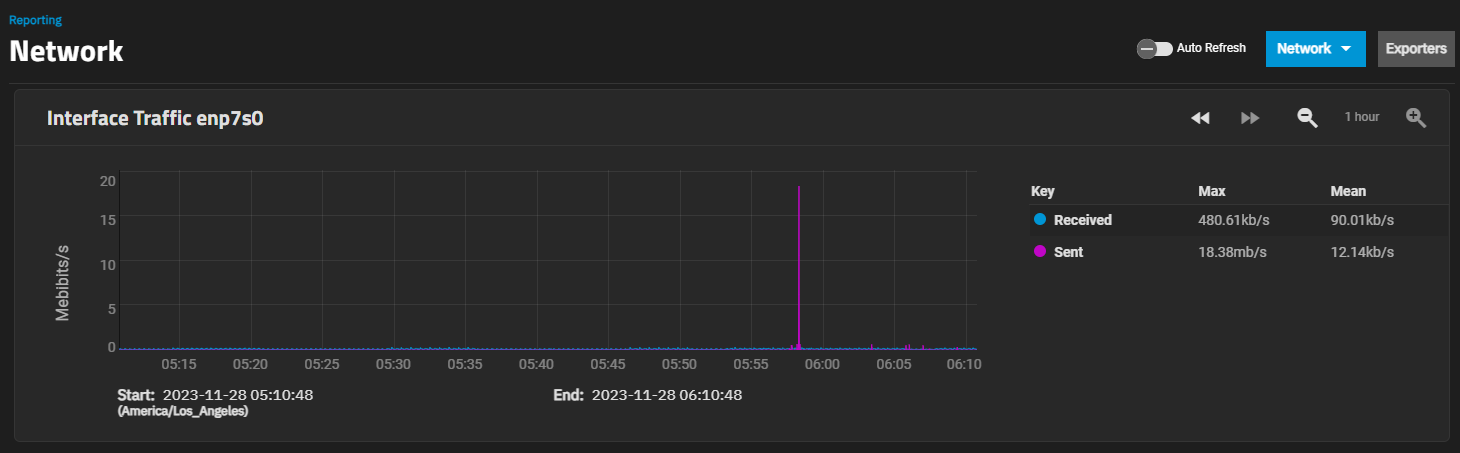 Reporting
Network
Auto Refresh
Network
Exporters
Interface Traffic enp7s0
1 hour
Mebibits/s
20
15
10
5
0
05:15 05:20 05:25 05:30 05:35 05:40 05:45 05:50 05:55 06:00 06:05 06:10
Key Max Mean
Received 480.61kb/s 90.01kb/s
Sent 18.38mb/s 12.14kb/s
Start: 2023-11-28 05:10:48 End: 2023-11-28 06:10:48
(America/Los_Angeles)